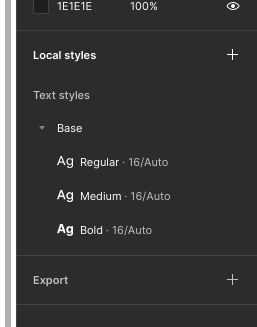 1E1E1E 100%
Local styles
Text styles
Base
Ag Regular · 16/Auto
Ag Medium · 16/Auto
Ag Bold · 16/Auto
Export